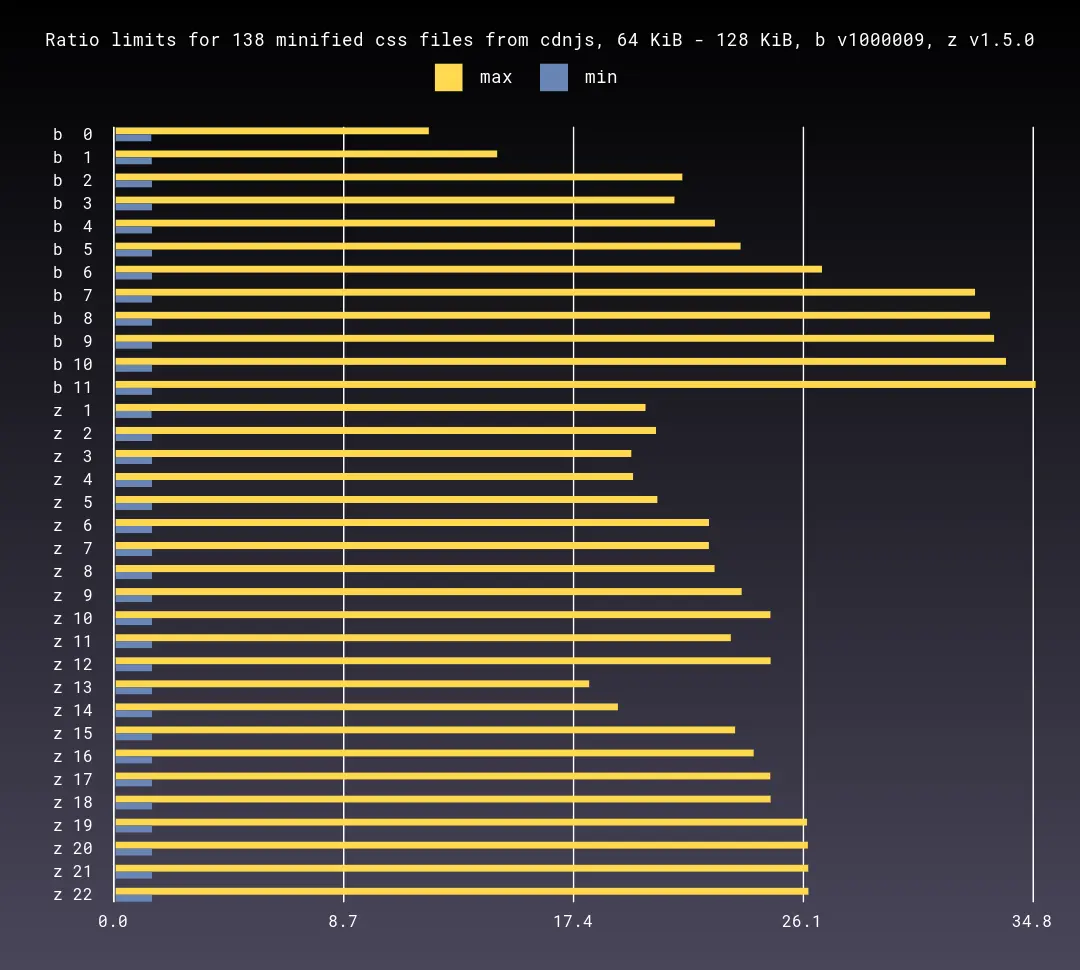 Ratio limits for 138 minified css files from cdnjs, 64 KiB - 128 KiB, b v1000009, z v1.5.0
max min
b 0
b 1
b 2
b 3
b 4
b 5
b 6
b 7
b 8
b 9
b 10
b 11
z 1
z 2
z 3
z 4
z 5
z 6
z 7
z 8
z 9
z 10
z 11
z 12
z 13
z 14
z 15
z 16
z 17
z 18
z 19
z 20
z 21
z 22
0.0 8.7 17.4 26.1 34.8